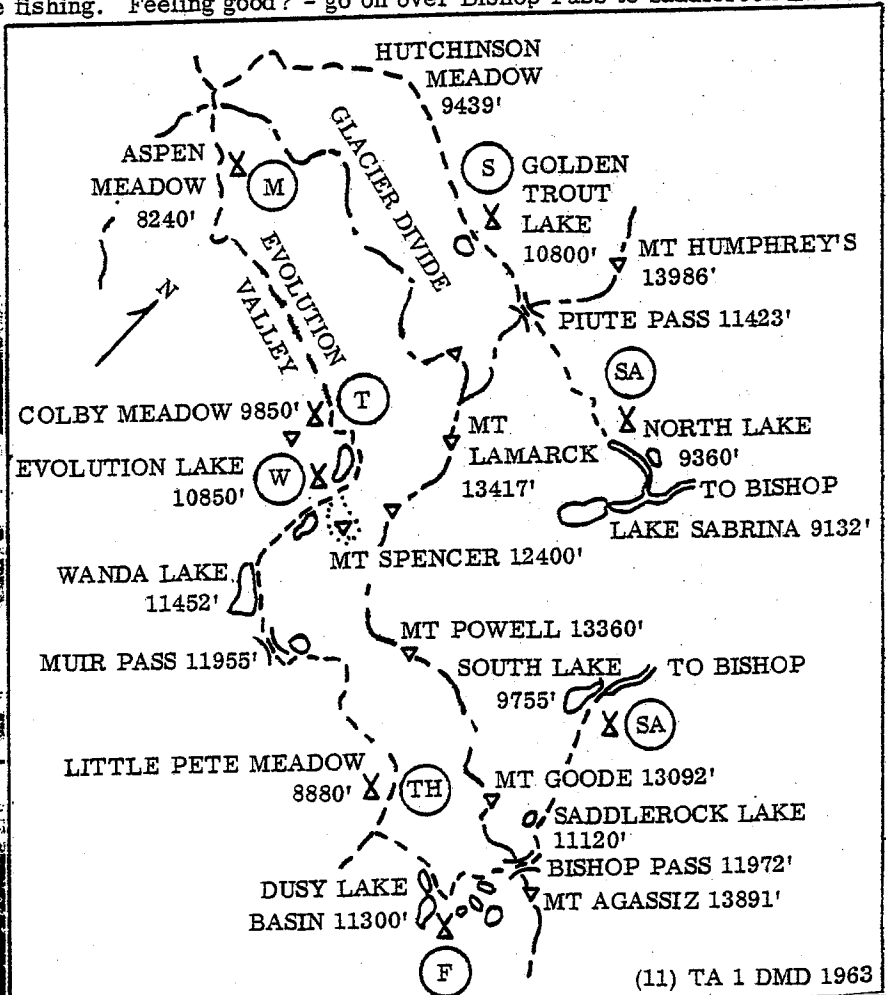 fishing. Feeling good? - go on over Bishop Pass to Saddlerock
HUTCHINSON
MEADOW
9439'
GLACIER DIVIDE
ASPEN
MEADOW
8240'
M
S
GOLDEN
TROUT
LAKE
10800'
MT HUMPHREY'S
13986'
N
EVOLUTION
VALLEY
PIUTE PASS 11423'
SA
COLBY MEADOW 9850'
T
MT
LAMARCK
13417'
NORTH LAKE
9360'
EVOLUTION LAKE
10850'
W
TO BISHOP
LAKE SABRINA 9132'
MT SPENCER 12400'
WANDA LAKE
11452'
MUIR PASS 11955'
MT POWELL 13360'
SOUTH LAKE
9755'
TO BISHOP
SA
LITTLE PETE MEADOW
8880'
TH
MT GOODE 13092'
SADDLEROCK LAKE
11120'
BISHOP PASS 11972'
DUSY LAKE
BASIN 11300'
MT AGASSIZ 13891'
F
(11) TA 1 DMD 1963